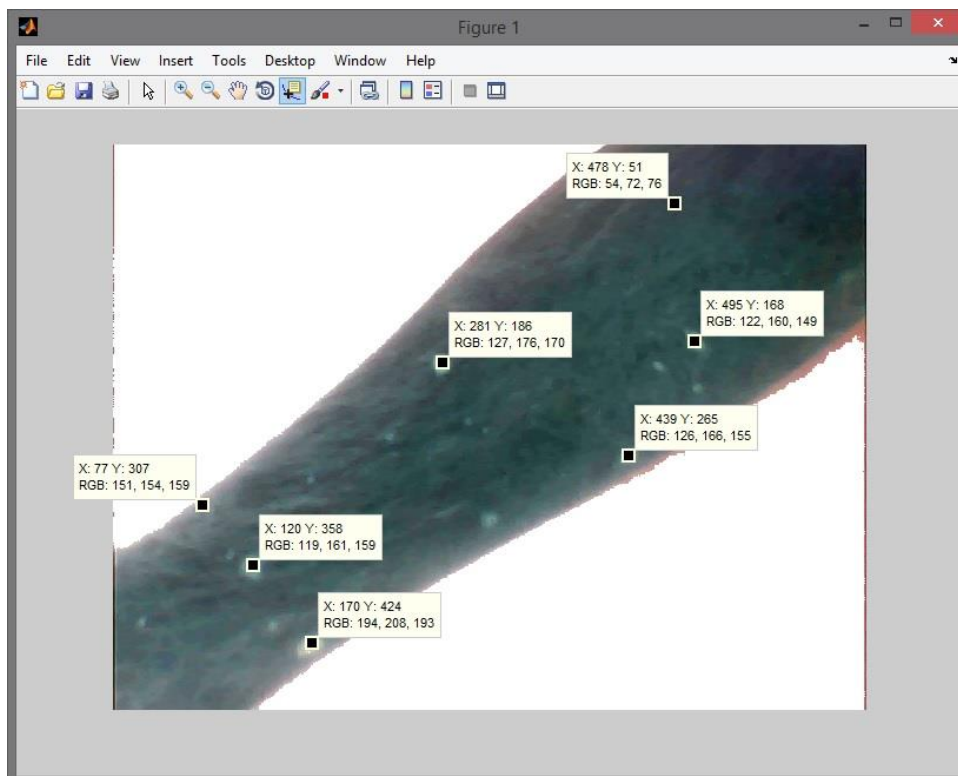 Figure 1
File Edit View Insert Tools Desktop Window Help
X: 478 Y: 51
RGB: 54, 72, 76
X: 495 Y: 168
RGB: 122, 160, 149
X: 281 Y: 186
RGB: 127, 176, 170
X: 439 Y: 265
RGB: 126, 166, 155
X: 77 Y: 307
RGB: 151, 154, 159
X: 120 Y: 358
RGB: 119, 161, 159
X: 170 Y: 424
RGB: 194, 208, 193